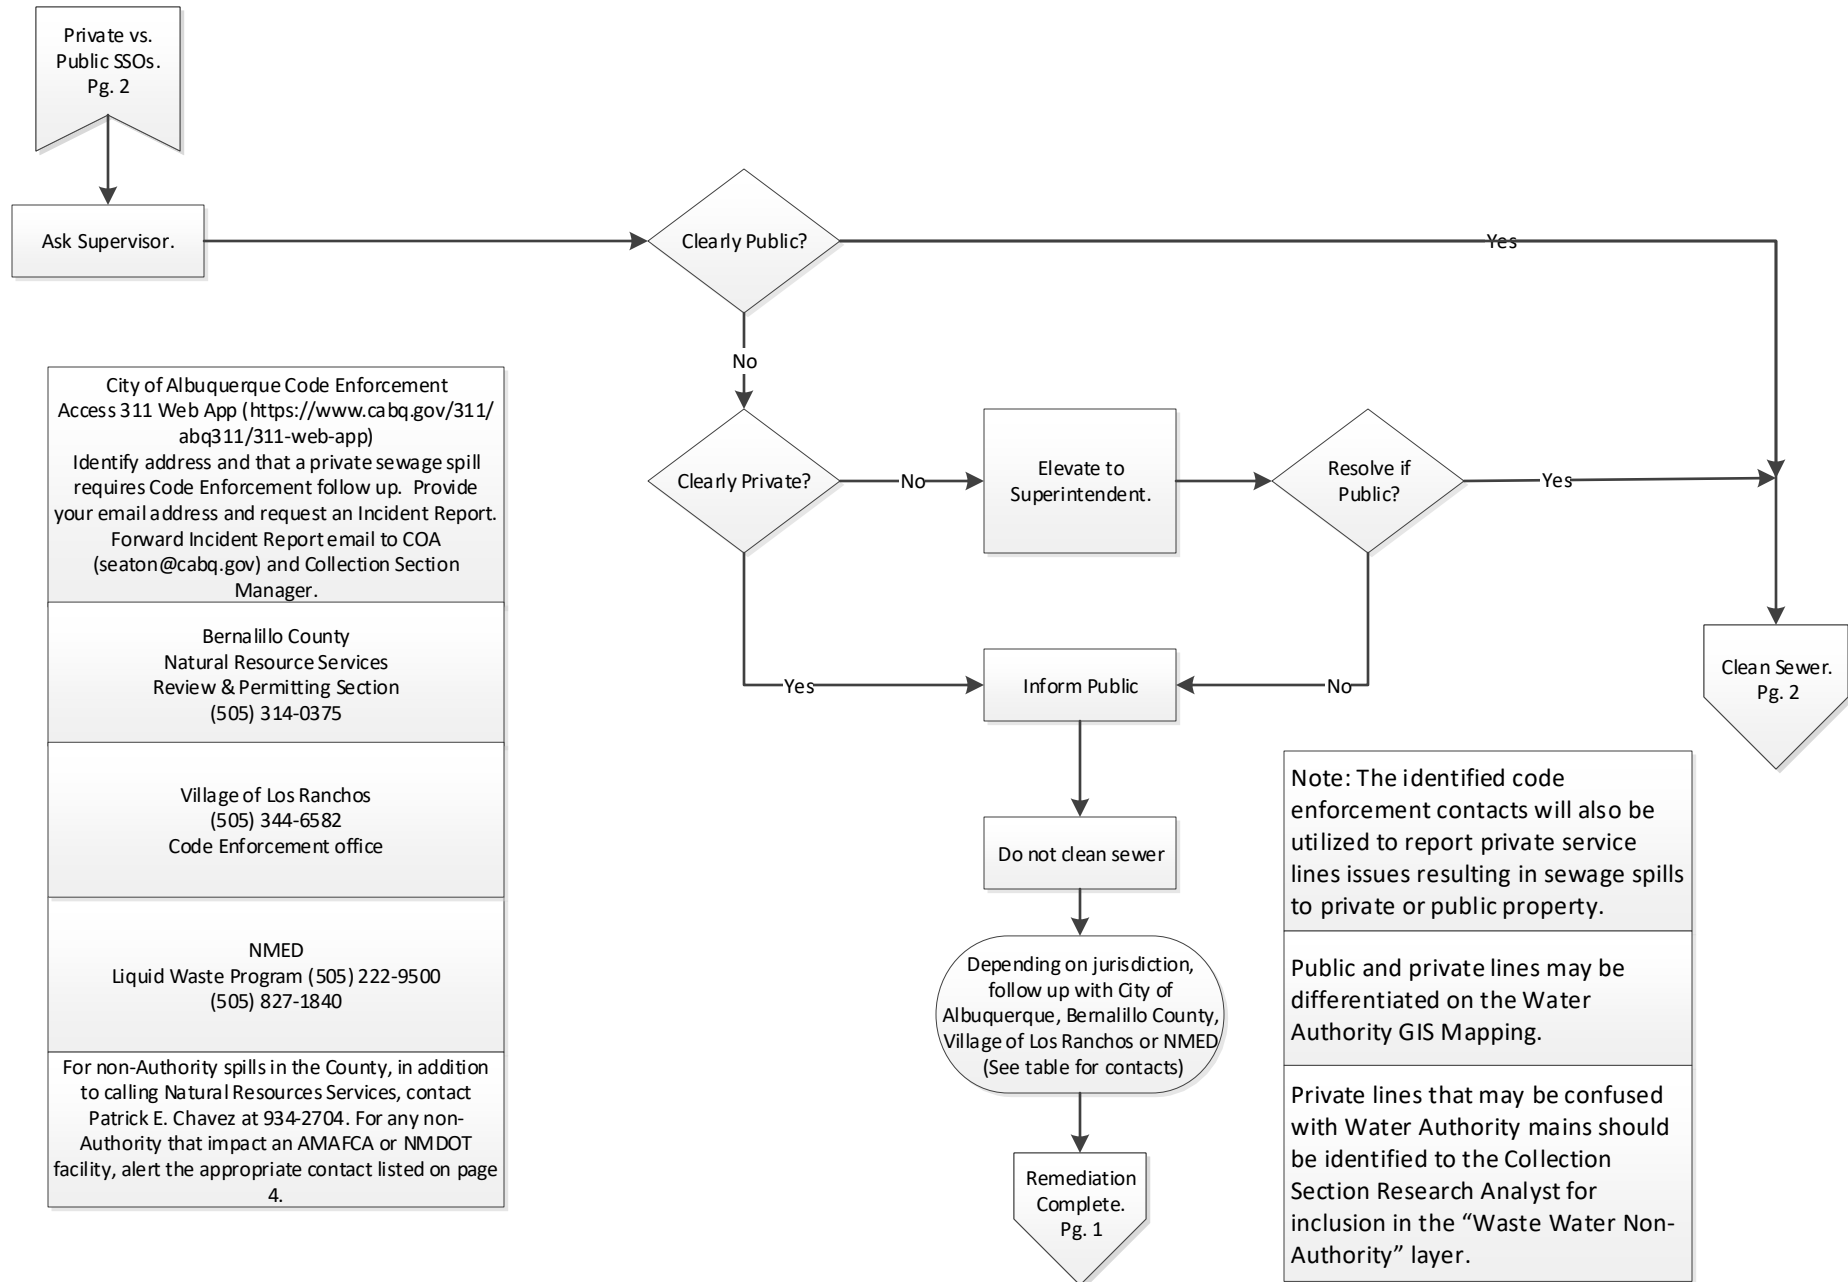 Private vs.
Public SSOs.
Pg. 2
Ask Supervisor.
Clearly Public?
Yes
No
Clearly Private?
No
Elevate to
Superintendent.
Resolve if
Public?
Yes
Yes
Inform Public
No
Clean Sewer.
Pg. 2
Do not clean sewer
Depending on jurisdiction,
follow up with City of
Albuquerque, Bernalillo County,
Village of Los Ranchos or NMED
(See table for contacts)
Remediation
Complete.
Pg. 1
City of Albuquerque Code Enforcement
Access 311 Web App (https://www.cabq.gov/311/
abq311/311-web-app)
Identify address and that a private sewage spill
requires Code Enforcement follow up. Provide
your email address and request an Incident Report.
Forward Incident Report email to COA
(seaton@cabq.gov) and Collection Section
Manager.
Bernalillo County
Natural Resource Services
Review & Permitting Section
(505) 314-0375
Village of Los Ranchos
(505) 344-6582
Code Enforcement office
NMED
Liquid Waste Program (505) 222-9500
(505) 827-1840
For non-Authority spills in the County, in addition
to calling Natural Resources Services, contact
Patrick E. Chavez at 934-2704. For any non-
Authority that impact an AMAFCA or NMDOT
facility, alert the appropriate contact listed on page
4.
Note: The identified code
enforcement contacts will also be
utilized to report private service
lines issues resulting in sewage spills
to private or public property.
Public and private lines may be
differentiated on the Water
Authority GIS Mapping.
Private lines that may be confused
with Water Authority mains should
be identified to the Collection
Section Research Analyst for
inclusion in the “Waste Water Non-
Authority” layer.